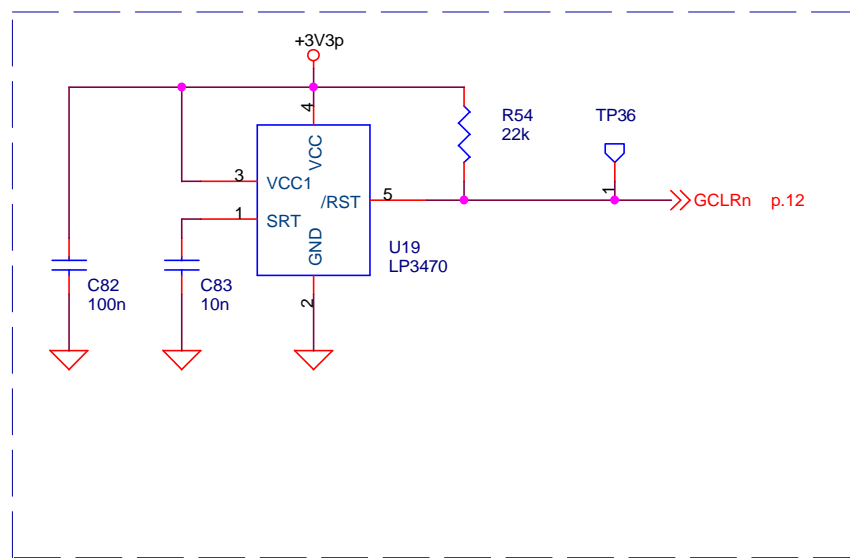 +3V3p
R54
22k
TP36
4
VCC
3
VCC1
1
SRT
/RST
5
1
GCLRn p.12
GND
2
U19
LP3470
C82
100n
C83
10n